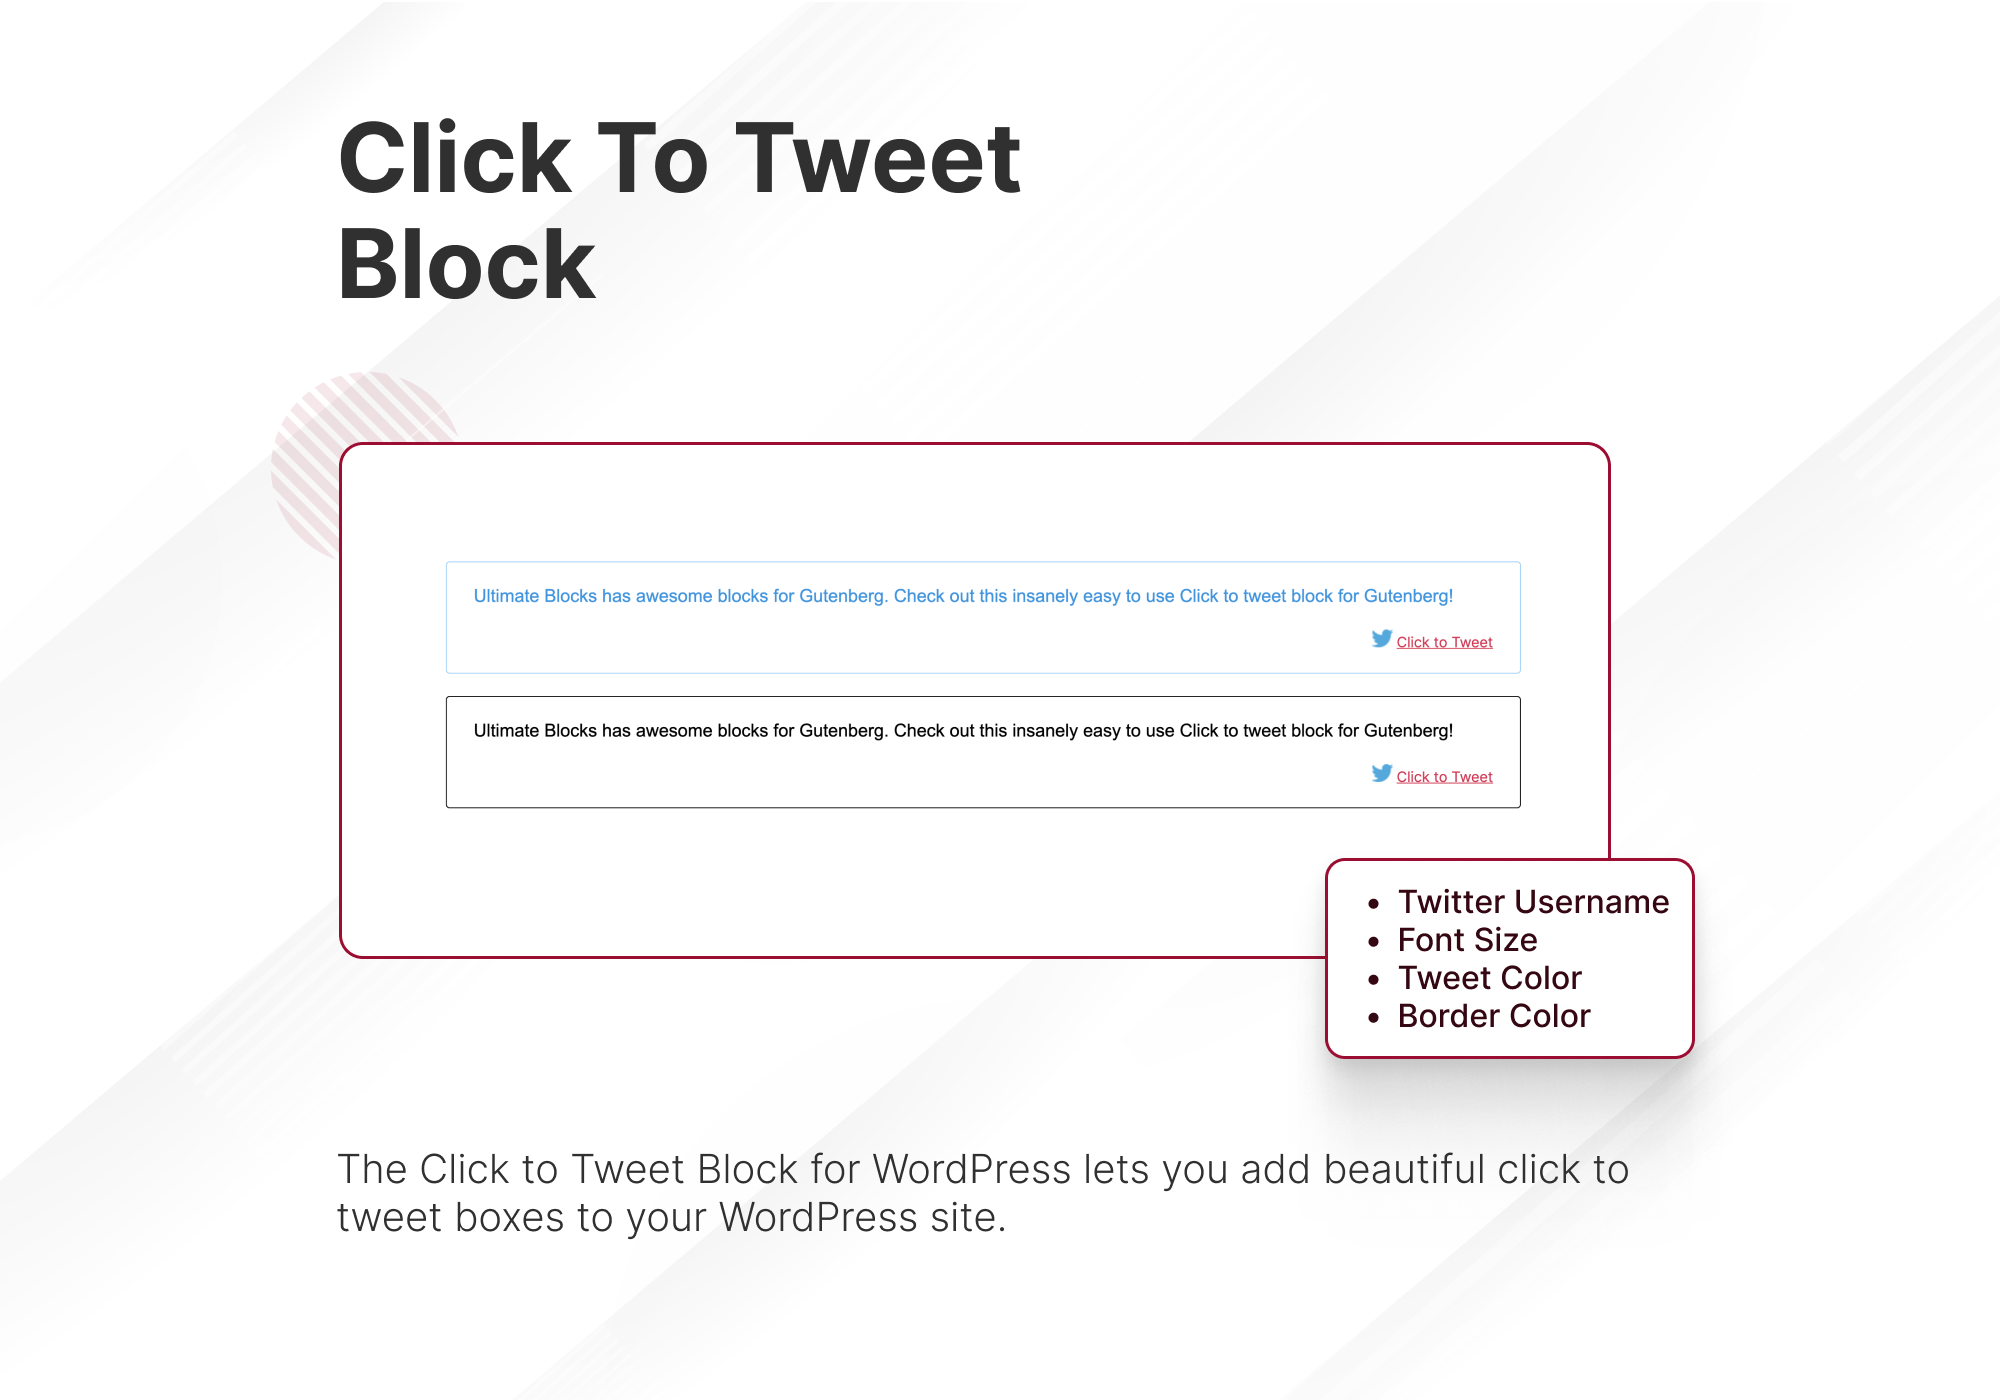 Click To Tweet
Block
Ultimate Blocks has awesome blocks for Gutenberg. Check out this insanely easy to use Click to tweet block for Gutenberg!
Click to Tweet
Ultimate Blocks has awesome blocks for Gutenberg. Check out this insanely easy to use Click to tweet block for Gutenberg!
Click to Tweet
• Twitter Username
• Font Size
• Tweet Color
• Border Color
The Click to Tweet Block for WordPress lets you add beautiful click to
tweet boxes to your WordPress site.